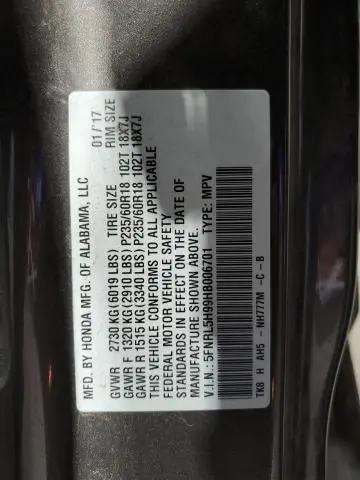 MFD. BY HONDA MFG. OF ALABAMA, LLC 01/'17
GVWR 2730 KG(6019 LBS) TIRE SIZE RIM SIZE
GAWR F 1320 KG(2910 LBS) P235/60R18 102T 18X7J
GAWR R 1515 KG(3340 LBS) P235/60R18 102T 18X7J
THIS VEHICLE CONFORMS TO ALL APPLICABLE
FEDERAL MOTOR VEHICLE SAFETY
STANDARDS IN EFFECT ON THE DATE OF
MANUFACTURE SHOWN ABOVE.
V.I.N.: 5FNRL5H99HB006701 TYPE: MPV
TK8 H AH5 - NH777M - C - B